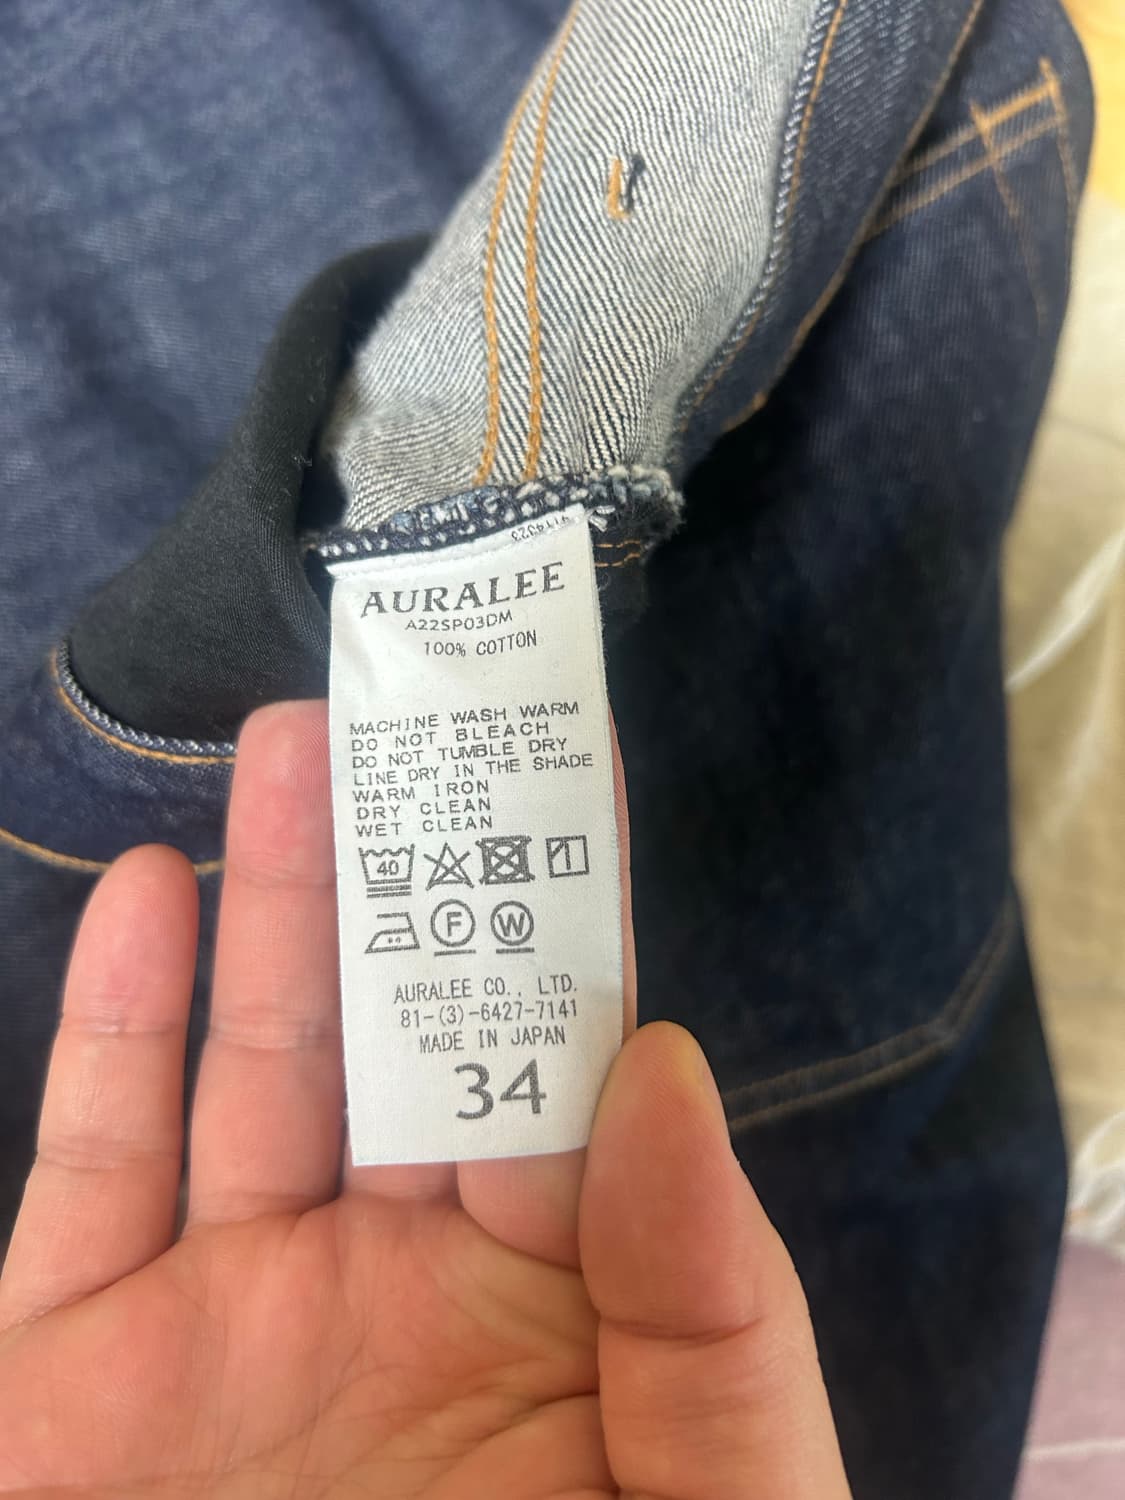 AURALEE
A22SP03DM
100% COTTON
MACHINE WASH WARM
DO NOT BLEACH
DO NOT TUMBLE DRY
LINE DRY IN THE SHADE
WARM IRON
DRY CLEAN
WET CLEAN
40
F W
AURALEE CO., LTD.
81-(3)-6427-7141
MADE IN JAPAN
34